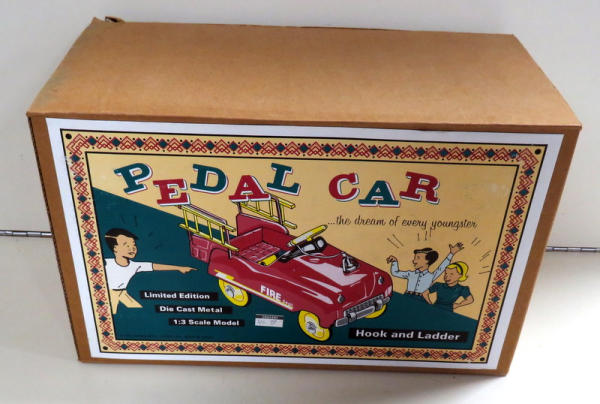 PEDAL CAR
...the dream of every youngster
FIRE
Limited Edition
Die Cast Metal
1:3 Scale Model
Hook and Ladder